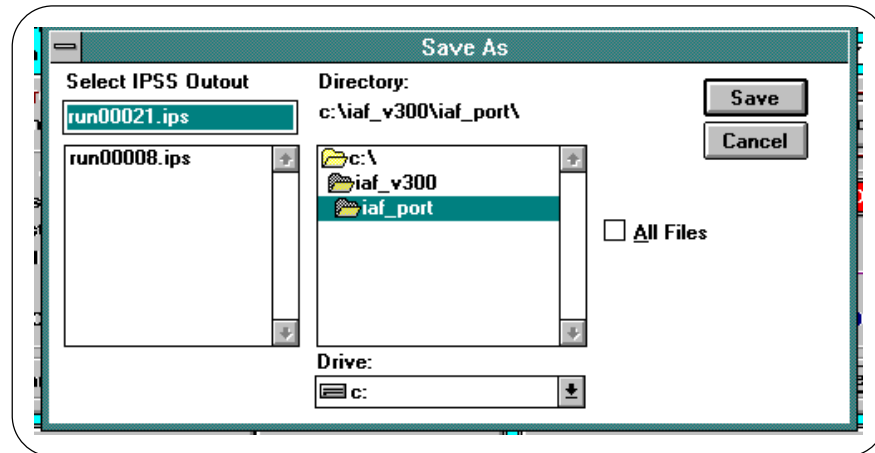 Save As
Select IPSS Outout
run00021.ips
run00008.ips
Directory:
c:\iaf_v300\iaf_port\
c:\
iaf_v300
iaf_port
Drive:
c:
Save
Cancel
All Files